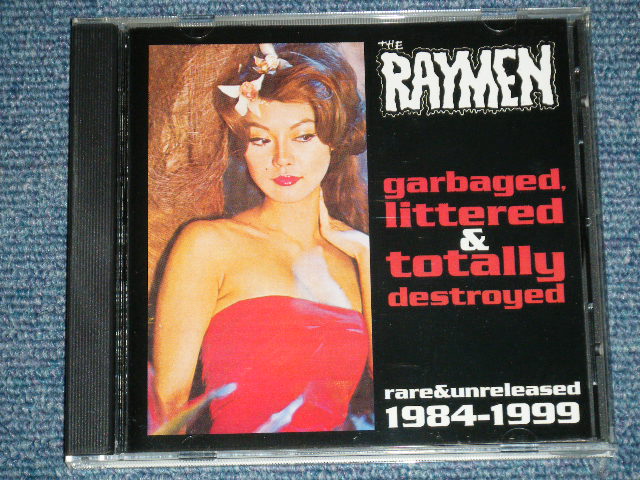 THE
RAYMEN
garbaged,
littered
&
totally
destroyed
rare&unreleased
1984-1999